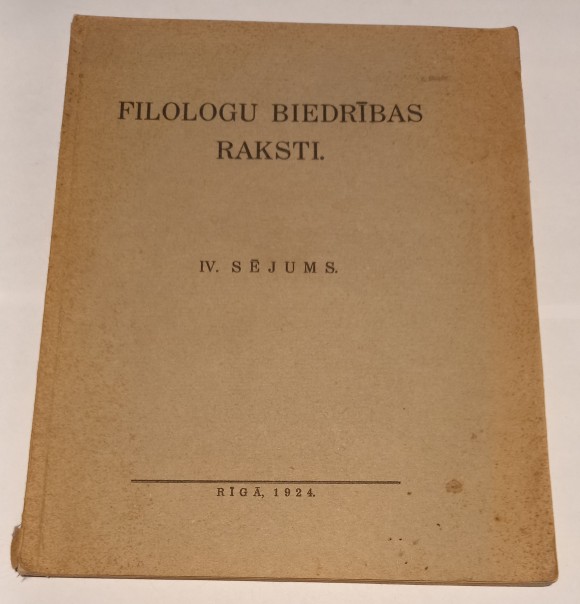 FILOLOGU BIEDRĪBAS
RAKSTI.
IV. SĒJUMS.
RĪGĀ, 1924.